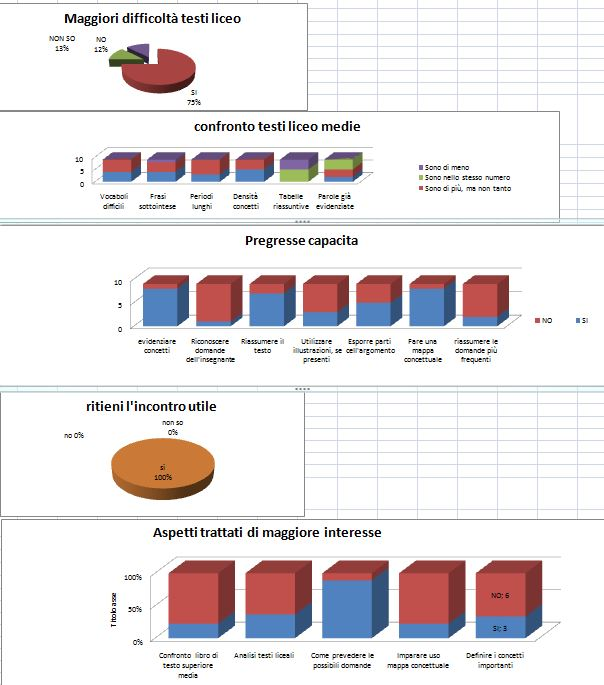 Maggiori difficoltà testi liceo
NON SO
13%
NO
12%
SI
75%
confronto testi liceo medie
10
5
0
Vocaboli
difficili
Frasi
sottointese
Periodi
lunghi
Densità
concetti
Tabelle
riassuntive
Parole già
evidenziate
Sono di meno
Sono nello stesso numero
Sono di più, ma non tanto
Pregresse capacita
10
5
0
evidenziare
concetti
Riconoscere
domande
dell'insegnante
Riassumere il
testo
Utilizzare
illustrazioni, se
presenti
Esporre parti
cell'argomento
Fare una
mappa
concettuale
riassumere le
domande più
frequenti
NO
SI
ritieni l'incontro utile
non so
0%
no 0%
si
100%
Aspetti trattati di maggiore interesse
Titolo asse
100%
50%
0%
NO; 6
Si; 3
Confronto libro di
testo superiore
media
Analisi testi liceali
Come prevedere le
possibili domande
Imparare uso
mappa concettuale
Definire i concetti
importanti